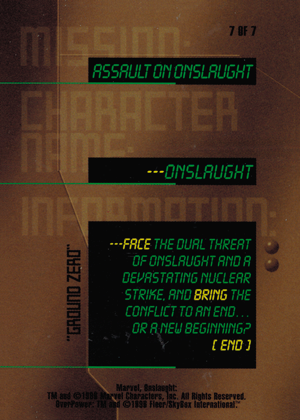 7 OF 7
MISSION:
ASSAULT ON ONSLAUGHT
CHARACTER
NAME:
---ONSLAUGHT
INFORMATION:
"GROUND ZERO"
---FACE THE DUAL THREAT
OF ONSLAUGHT AND A
DEVASTATING NUCLEAR
STRIKE, AND BRING THE
CONFLICT TO AN END...
OR A NEW BEGINNING?
[ END ]
Marvel, Onslaught:
TM and ©1996 Marvel Characters, Inc. All Rights Reserved.
OverPower: TM and ©1996 Fleer/SkyBox International."